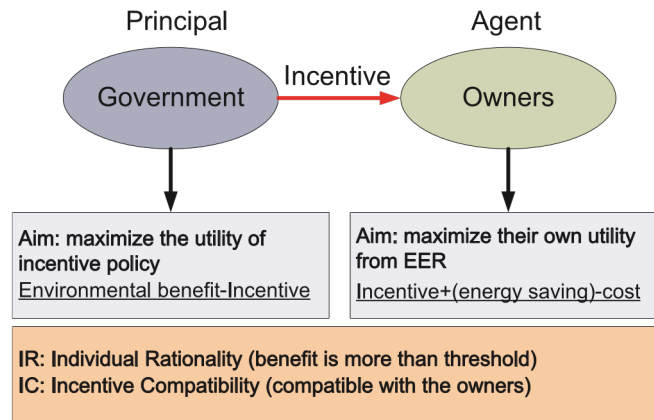 Principal
Agent
Incentive
Government
Owners
Aim: maximize the utility of
incentive policy
Environmental benefit-Incentive
Aim: maximize their own utility
from EER
Incentive+(energy saving)-cost
IR: Individual Rationality (benefit is more than threshold)
IC: Incentive Compatibility (compatible with the owners)